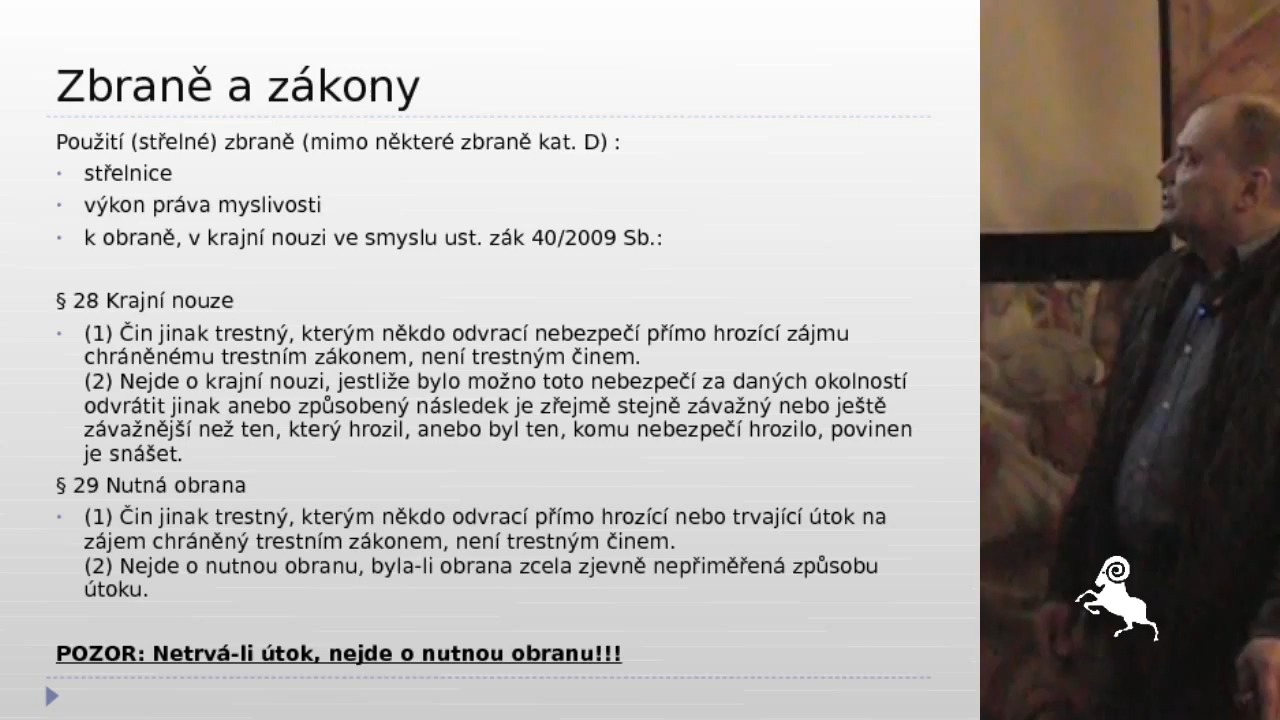 Zbraně a zákony
Použití (střelné) zbraně (mimo některé zbraně kat. D) :
střelnice
výkon práva myslivosti
k obraně, v krajní nouzi ve smyslu ust. zák 40/2009 Sb.:
§ 28 Krajní nouze
(1) Čin jinak trestný, kterým někdo odvrací nebezpečí přímo hrozící zájmu
chráněnému trestním zákonem, není trestným činem.
(2) Nejde o krajní nouzi, jestliže bylo možno toto nebezpečí za daných okolností
odvrátit jinak anebo způsobený následek je zřejmě stejně závažný nebo ještě
závažnější než ten, který hrozil, anebo byl ten, komu nebezpečí hrozilo, povinen
je snášet.
§ 29 Nutná obrana
(1) Čin jinak trestný, kterým někdo odvrací přímo hrozící nebo trvající útok na
zájem chráněný trestním zákonem, není trestným činem.
(2) Nejde o nutnou obranu, byla-li obrana zcela zjevně nepřiměřená způsobu
útoku.
POZOR: Netrvá-li útok, nejde o nutnou obranu!!!